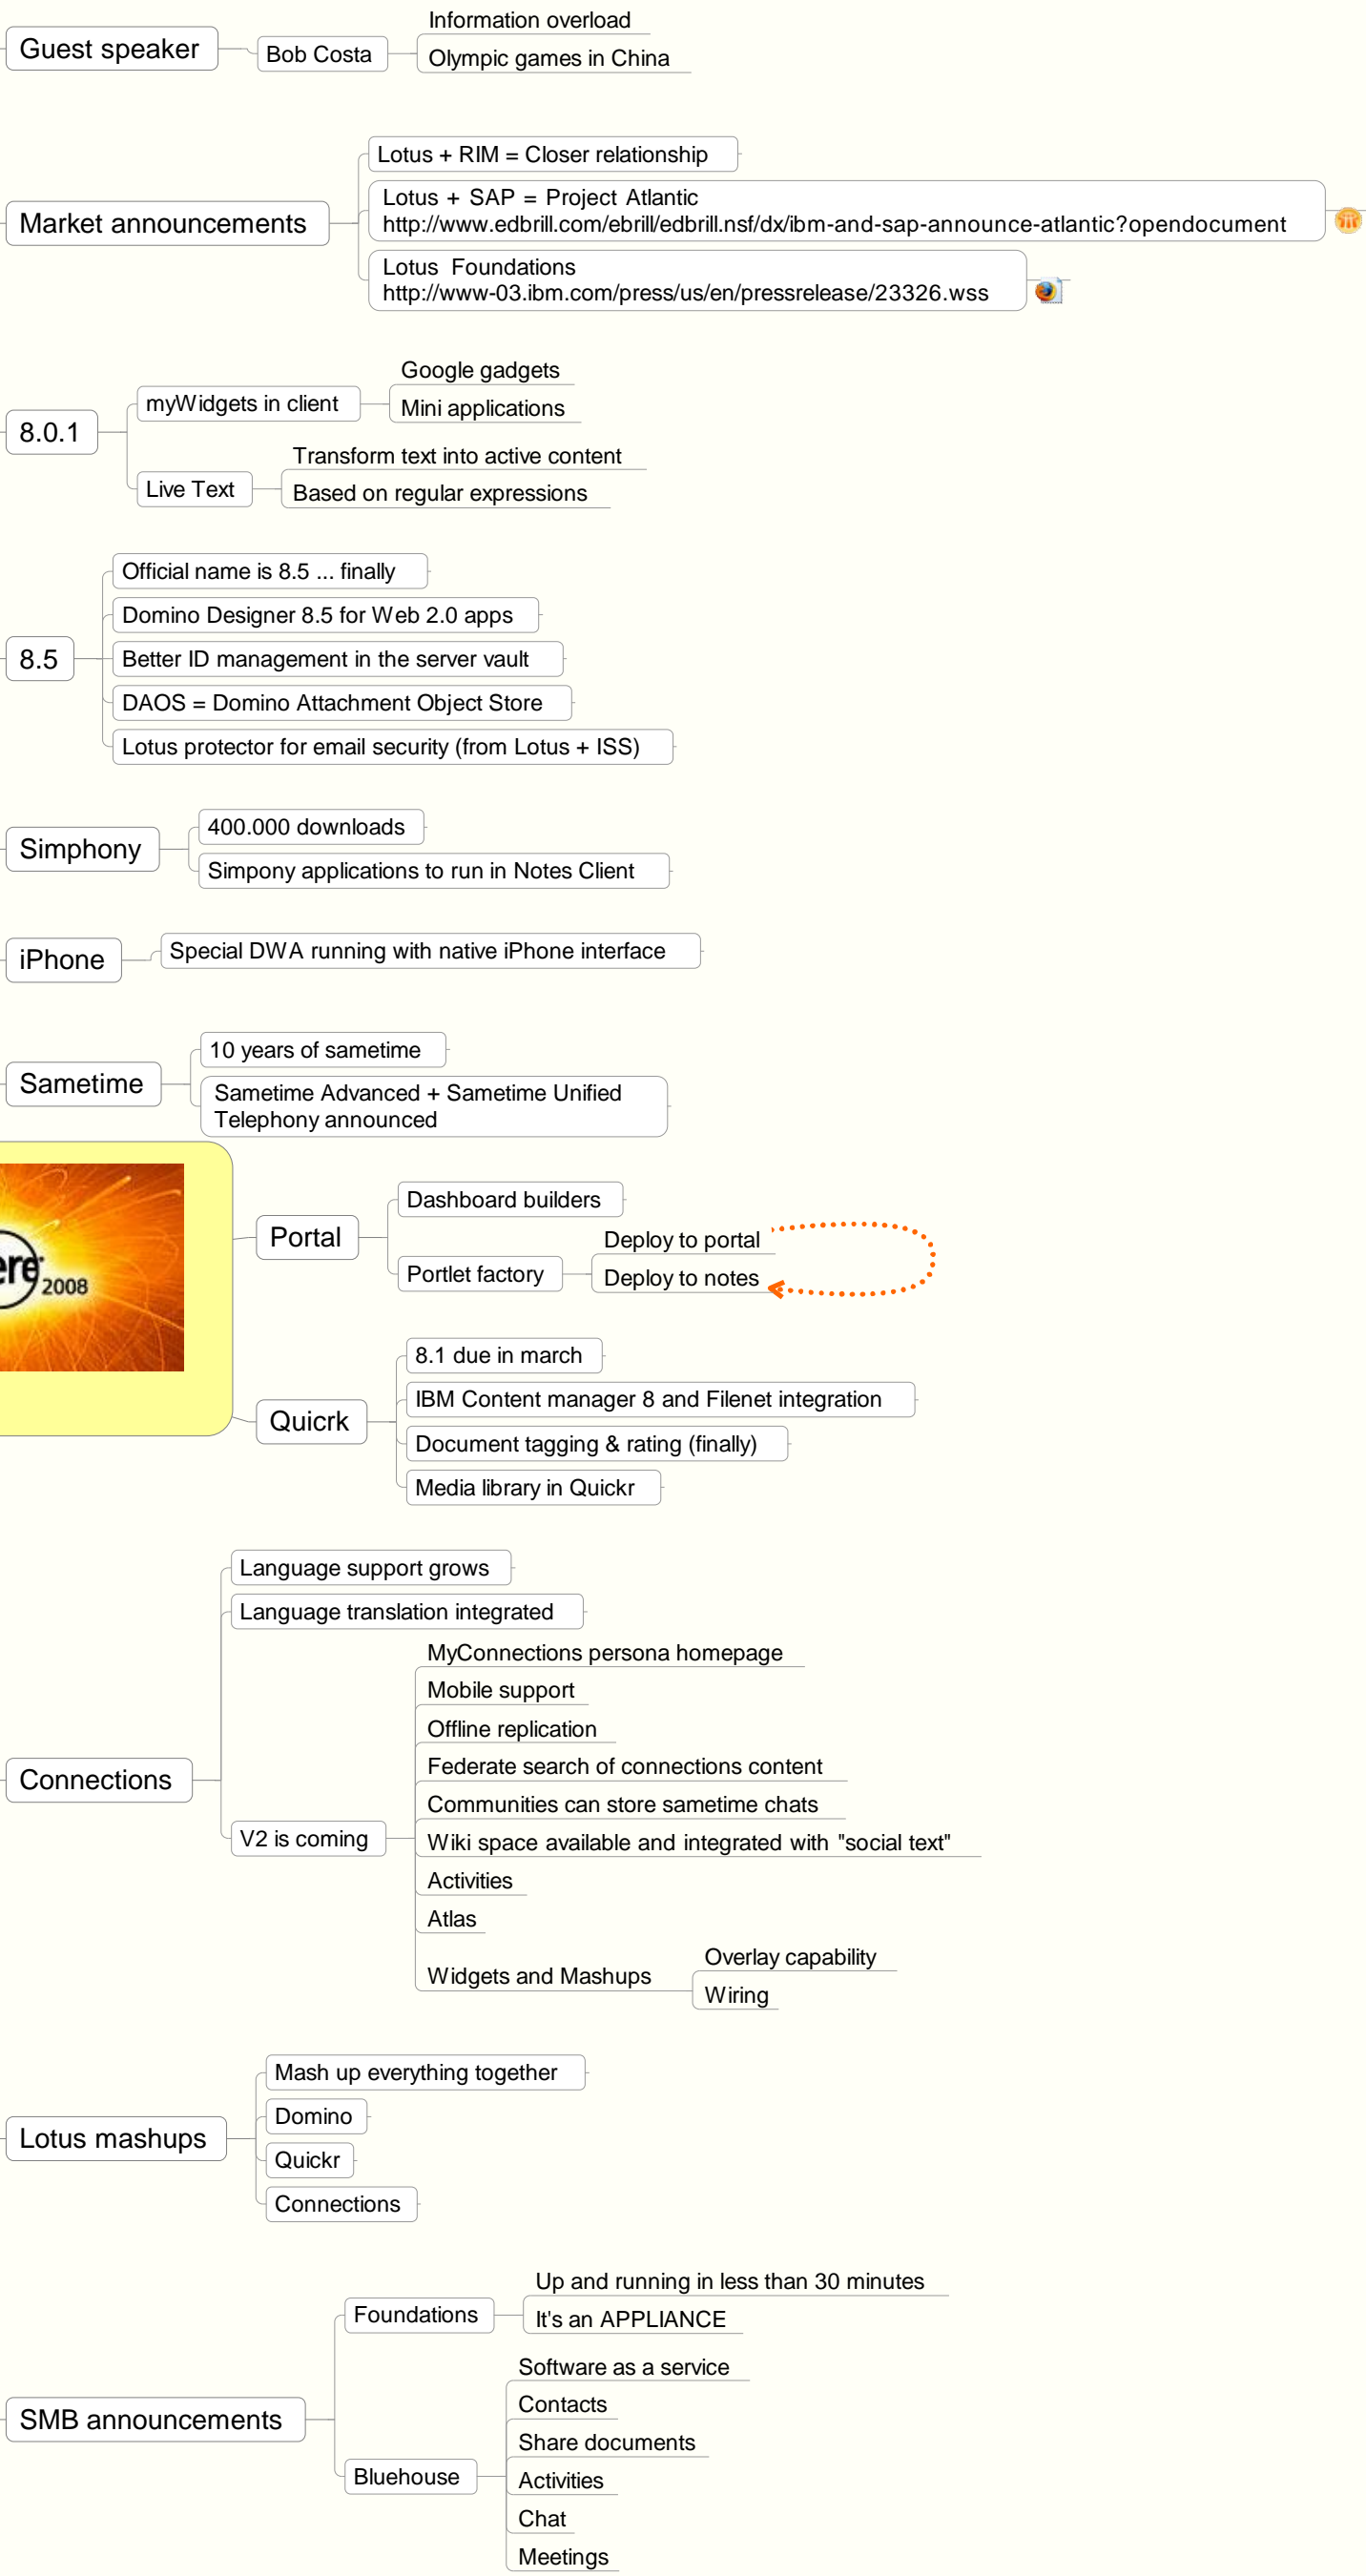 Guest speaker
Bob Costa
Information overload
Olympic games in China
Market announcements
Lotus + RIM = Closer relationship
Lotus + SAP = Project Atlantic
http://www.edbrill.com/ebrill/edbrill.nsf/dx/ibm-and-sap-announce-atlantic?opendocument
Lotus Foundations
http://www-03.ibm.com/press/us/en/pressrelease/23326.wss
8.0.1
myWidgets in client
Google gadgets
Mini applications
Live Text
Transform text into active content
Based on regular expressions
8.5
Official name is 8.5 ... finally
Domino Designer 8.5 for Web 2.0 apps
Better ID management in the server vault
DAOS = Domino Attachment Object Store
Lotus protector for email security (from Lotus + ISS)
Simphony
400.000 downloads
Simpony applications to run in Notes Client
iPhone
Special DWA running with native iPhone interface
Sametime
10 years of sametime
Sametime Advanced + Sametime Unified
Telephony announced
ere 2008
Portal
Dashboard builders
Portlet factory
Deploy to portal
Deploy to notes
Quicrk
8.1 due in march
IBM Content manager 8 and Filenet integration
Document tagging & rating (finally)
Media library in Quickr
Connections
Language support grows
Language translation integrated
V2 is coming
MyConnections persona homepage
Mobile support
Offline replication
Federate search of connections content
Communities can store sametime chats
Wiki space available and integrated with "social text"
Activities
Atlas
Widgets and Mashups
Overlay capability
Wiring
Lotus mashups
Mash up everything together
Domino
Quickr
Connections
SMB announcements
Foundations
Up and running in less than 30 minutes
It's an APPLIANCE
Bluehouse
Software as a service
Contacts
Share documents
Activities
Chat
Meetings